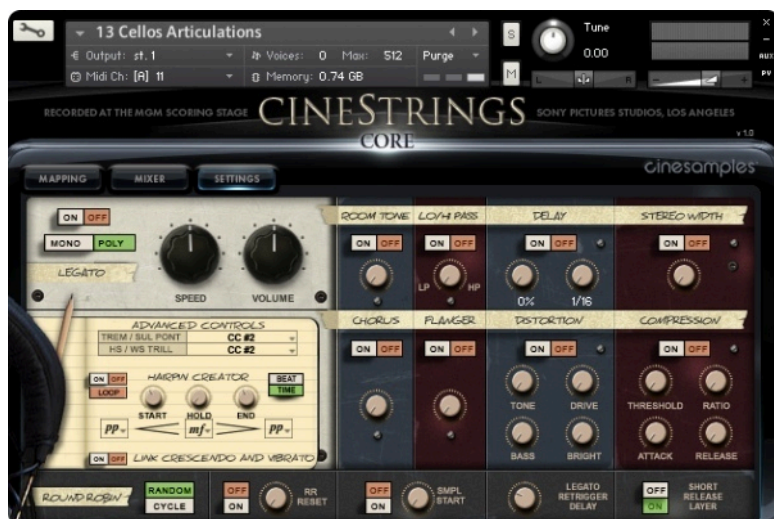 13 Cellos Articulations
Output: st. 1
Voices: 0 Max: 512 Purge
Midi Ch: [A] 11
Memory: 0.74 GB
S
M
Tune
0.00
L R
- +
×
-
AUX
PV
RECORDED AT THE MGM SCORING STAGE CINESTRINGS SONY PICTURES STUDIOS, LOS ANGELES
CORE
v 1.0
cinesamples
MAPPING MIXER SETTINGS
ON OFF
MONO POLY
LEGATO
SPEED VOLUME
ROOM TONE LO/HI PASS DELAY STEREO WIDTH
ON OFF ON OFF ON OFF ON OFF
LP HP
0% 1/16
ADVANCED CONTROLS
TREM / SUL PONT CC #2
HS / WS TRILL CC #2
ON OFF
LOOP
HAIRPIN CREATOR
BEAT
TIME
START HOLD END
pp mf pp
ON OFF LINK CRESCENDO AND VIBRATO
CHORUS FLANGER DISTORTION COMPRESSION
ON OFF ON OFF ON OFF ON OFF
TONE DRIVE THRESHOLD RATIO
BASS BRIGHT ATTACK RELEASE
ROUND ROBIN
RANDOM
CYCLE
OFF
ON
RR
RESET
OFF
ON
SMPL
START
LEGATO
RETRIGGER
DELAY
OFF
ON
SHORT
RELEASE
LAYER